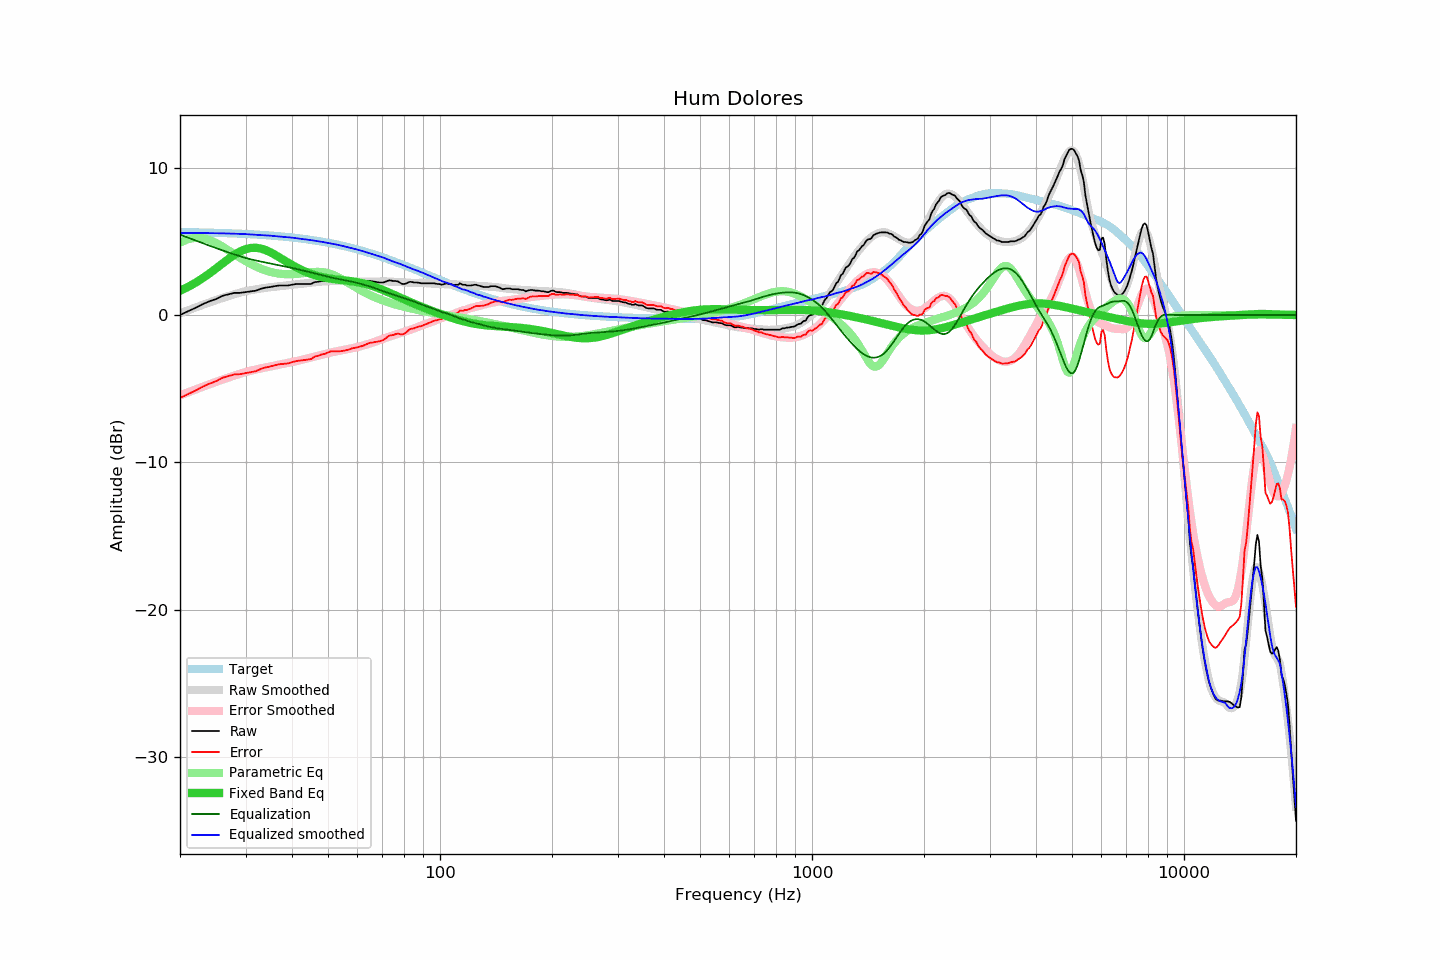 Hum Dolores
10
0
−10
−20
−30
Amplitude (dBr)
Target
Raw Smoothed
Error Smoothed
Raw
Error
Parametric Eq
Fixed Band Eq
Equalization
Equalized smoothed
100
1000
10000
Frequency (Hz)